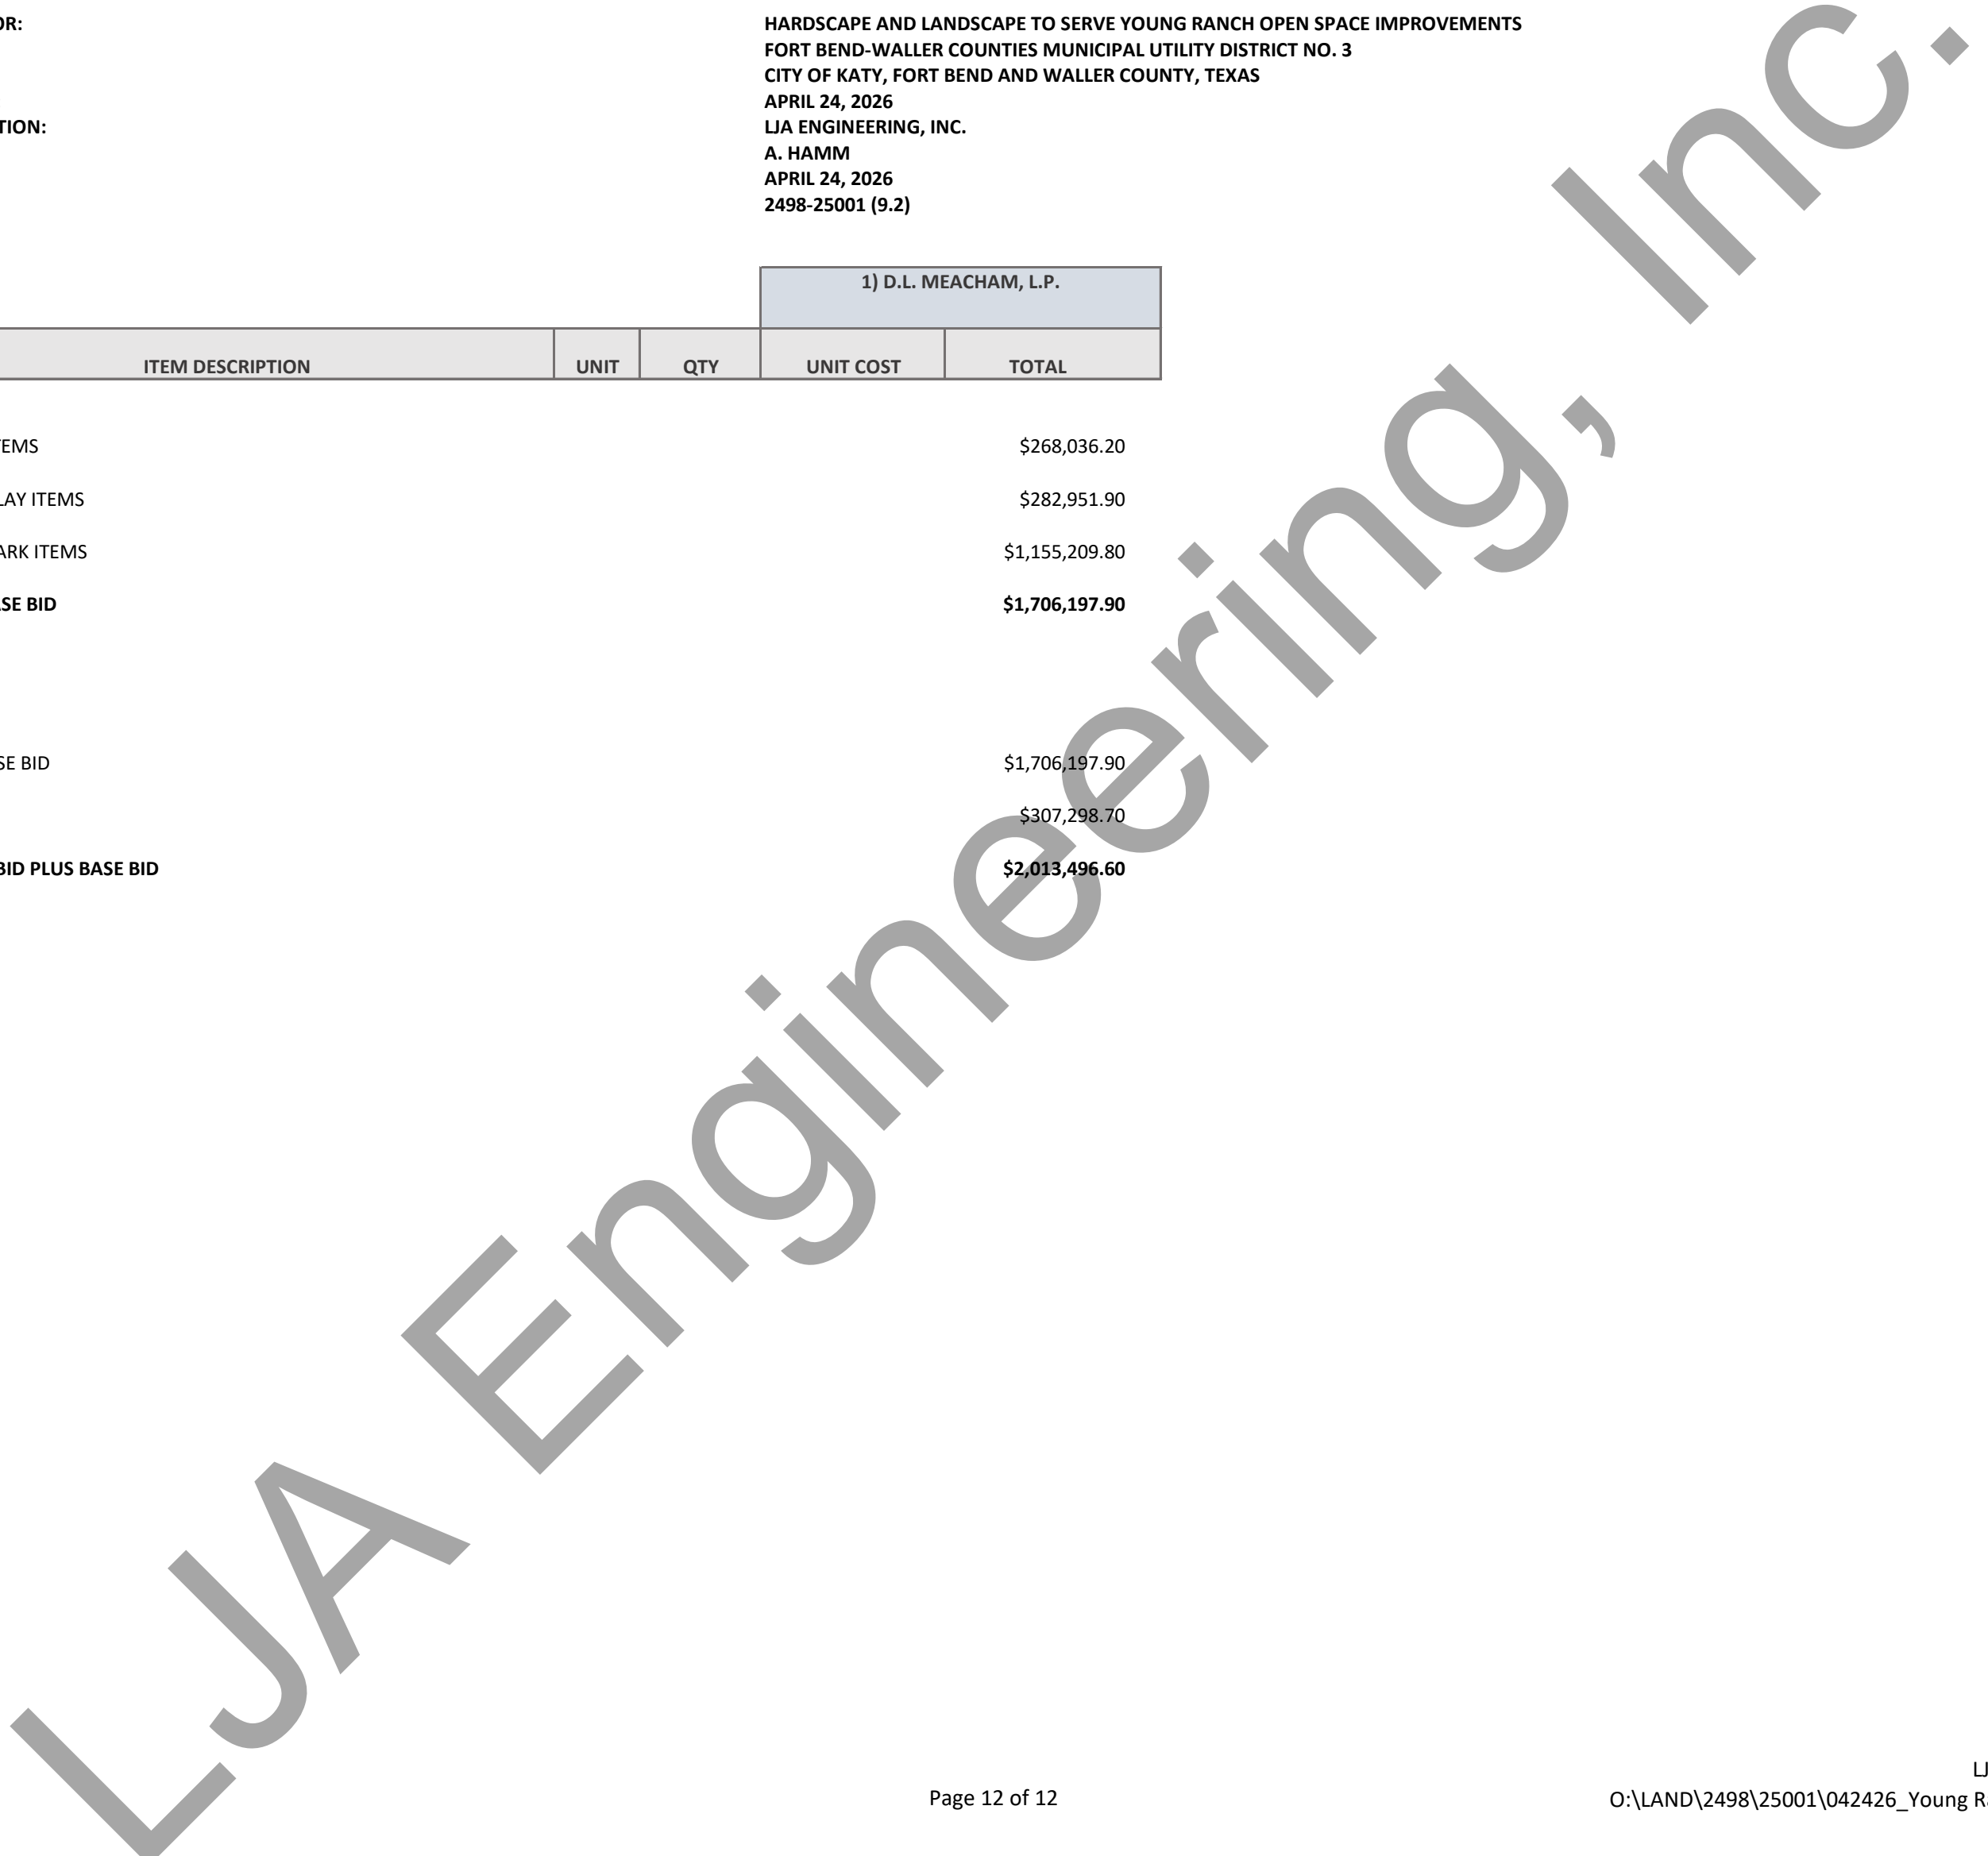 OR: HARDSCAPE AND LANDSCAPE TO SERVE YOUNG RANCH OPEN SPACE IMPROVEMENTS
FORT BEND-WALLER COUNTIES MUNICIPAL UTILITY DISTRICT NO. 3
CITY OF KATY, FORT BEND AND WALLER COUNTY, TEXAS
APRIL 24, 2026
TION: LJA ENGINEERING, INC.
A. HAMM
APRIL 24, 2026
2498-25001 (9.2)
1) D.L. MEACHAM, L.P.
ITEM DESCRIPTION UNIT QTY UNIT COST TOTAL
TEMS $268,036.20
LAY ITEMS $282,951.90
ARK ITEMS $1,155,209.80
SE BID $1,706,197.90
SE BID $1,706,197.90
$307,298.70
BID PLUS BASE BID $2,013,496.60
LJA Engineering, Inc.
LJ
Page 12 of 12 O:\LAND\2498\25001\042426_Young R